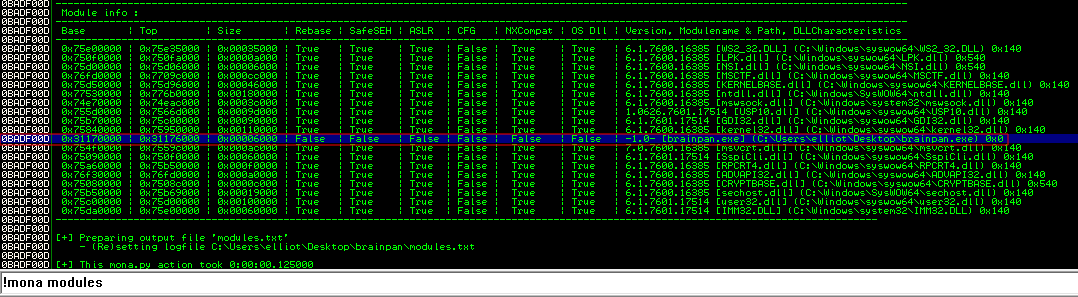 0BADF00D ----------------------------------------------------------------
0BADF00D Module info :
0BADF00D ----------------------------------------------------------------
0BADF00D Base | Top | Size | Rebase | SafeSEH | ASLR | CFG | NXCompat | OS Dll | Version, Modulename & Path, DLLCharacteristics
0BADF00D ----------------------------------------------------------------
0BADF00D 0x75e00000 | 0x75e35000 | 0x00035000 | True | True | True | False | True | True | 6.1.7600.16385 [WS2_32.DLL] (C:\Windows\syswow64\WS2_32.DLL) 0x140
0BADF00D 0x750f0000 | 0x750fa000 | 0x0000a000 | True | True | True | False | True | True | 6.1.7600.16385 [LPK.dll] (C:\Windows\syswow64\LPK.dll) 0x540
0BADF00D 0x75d00000 | 0x75d06000 | 0x00006000 | True | True | True | False | True | True | 6.1.7600.16385 [NSI.dll] (C:\Windows\syswow64\NSI.dll) 0x540
0BADF00D 0x76fd0000 | 0x7709c000 | 0x000cc000 | True | True | True | False | True | True | 6.1.7600.16385 [MSCTF.dll] (C:\Windows\syswow64\MSCTF.dll) 0x140
0BADF00D 0x75d50000 | 0x75d96000 | 0x00046000 | True | True | True | False | True | True | 6.1.7600.16385 [KERNELBASE.dll] (C:\Windows\syswow64\KERNELBASE.dll) 0x140
0BADF00D 0x77530000 | 0x776b0000 | 0x00180000 | True | True | True | False | True | True | 6.1.7600.16385 [ntdll.dll] (C:\Windows\SysWOW64\ntdll.dll) 0x140
0BADF00D 0x74e70000 | 0x74eac000 | 0x0003c000 | True | True | True | False | True | True | 6.1.7600.16385 [mswsock.dll] (C:\Windows\system32\mswsock.dll) 0x140
0BADF00D 0x755d0000 | 0x7566d000 | 0x0009d000 | True | True | True | False | True | True | 1.0626.7601.17514 [USP10.dll] (C:\Windows\syswow64\USP10.dll) 0x140
0BADF00D 0x75b70000 | 0x75c00000 | 0x00090000 | True | True | True | False | True | True | 6.1.7601.17514 [GDI32.dll] (C:\Windows\syswow64\GDI32.dll) 0x140
0BADF00D 0x75840000 | 0x75950000 | 0x00110000 | True | True | True | False | True | True | 6.1.7600.16385 [kernel32.dll] (C:\Windows\syswow64\kernel32.dll) 0x140
0BADF00D 0x31170000 | 0x31176000 | 0x00006000 | False | False | False | False | False | False | -1.0- [brainpan.exe] (C:\Users\elliot\Desktop\brainpan\brainpan.exe) 0x0
0BADF00D 0x754f0000 | 0x7559c000 | 0x000ac000 | True | True | True | False | True | True | 7.0.7600.16385 [msvcrt.dll] (C:\Windows\syswow64\msvcrt.dll) 0x140
0BADF00D 0x75090000 | 0x750f0000 | 0x00060000 | True | True | True | False | True | True | 6.1.7600.16385 [SspiCli.dll] (C:\Windows\syswow64\SspiCli.dll) 0x140
0BADF00D 0x75a60000 | 0x75b50000 | 0x000f0000 | True | True | True | False | True | True | 6.1.7600.16385 [RPCRT4.dll] (C:\Windows\syswow64\RPCRT4.dll) 0x140
0BADF00D 0x76f30000 | 0x76fd0000 | 0x000a0000 | True | True | True | False | True | True | 6.1.7600.16385 [ADVAPI32.dll] (C:\Windows\syswow64\ADVAPI32.dll) 0x140
0BADF00D 0x75080000 | 0x7508c000 | 0x0000c000 | True | True | True | False | True | True | 6.1.7600.16385 [CRYPTBASE.dll] (C:\Windows\syswow64\CRYPTBASE.dll) 0x540
0BADF00D 0x75b50000 | 0x75b69000 | 0x00019000 | True | True | True | False | True | True | 6.1.7600.16385 [sechost.dll] (C:\Windows\SysWOW64\sechost.dll) 0x140
0BADF00D 0x75c00000 | 0x75d00000 | 0x00100000 | True | True | True | False | True | True | 6.1.7601.17514 [user32.dll] (C:\Windows\syswow64\user32.dll) 0x140
0BADF00D 0x75da0000 | 0x75e00000 | 0x00060000 | True | True | True | False | True | True | 6.1.7601.17514 [IMM32.DLL] (C:\Windows\system32\IMM32.DLL) 0x140
0BADF00D ----------------------------------------------------------------
0BADF00D
0BADF00D [+] Preparing output file 'modules.txt'
0BADF00D - (Re)setting logfile C:\Users\elliot\Desktop\brainpan\modules.txt
0BADF00D
0BADF00D [+] This mona.py action took 0:00:00.125000
!mona modules